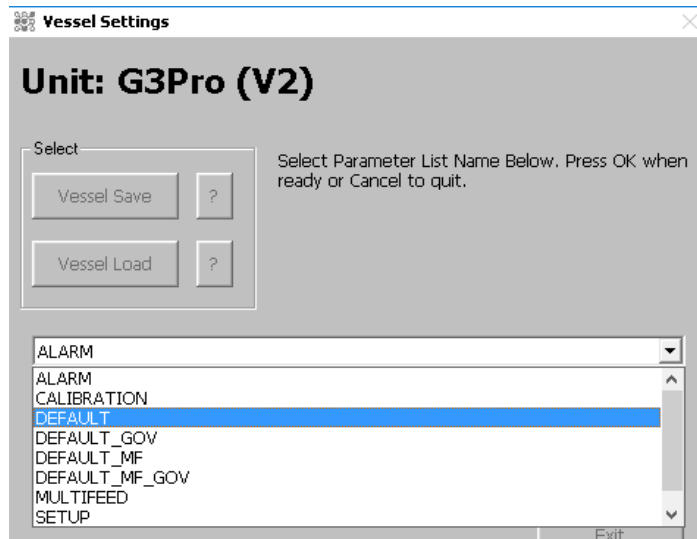 Vessel Settings
Unit: G3Pro (V2)
Select
Vessel Save ?
Vessel Load ?
Select Parameter List Name Below. Press OK when
ready or Cancel to quit.
ALARM
ALARM
CALIBRATION
DEFAULT
DEFAULT_GOV
DEFAULT_MF
DEFAULT_MF_GOV
MULTIFEED
SETUP
Exit